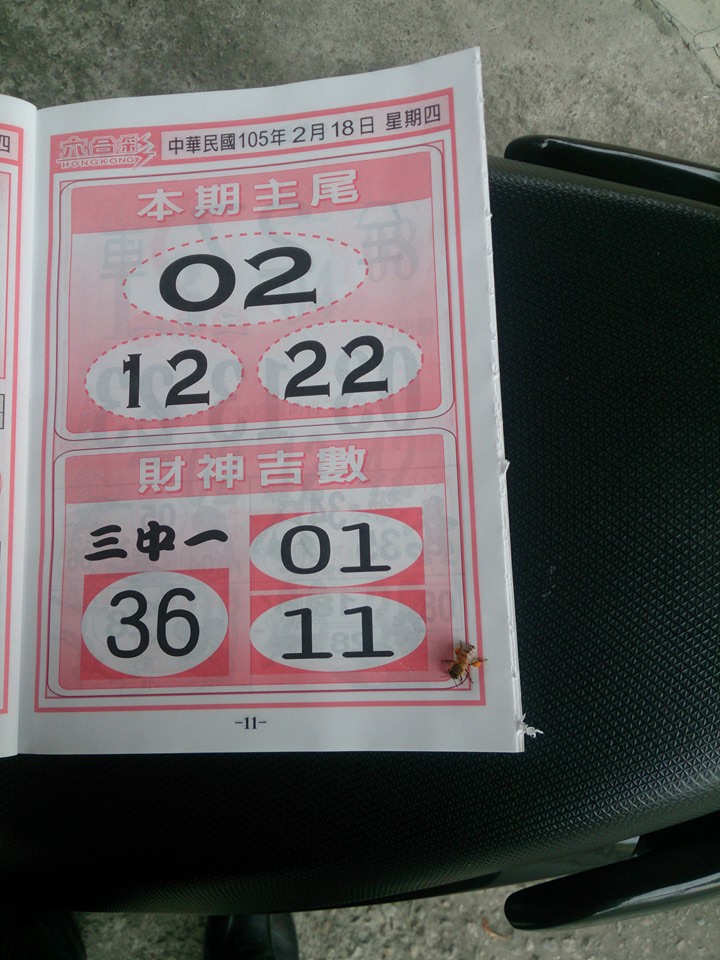 六合彩
HONGKONG
中華民國105年2月18日 星期四
本期主尾
02
12 22
財神吉數
三中一
01
36
11
-11-
四